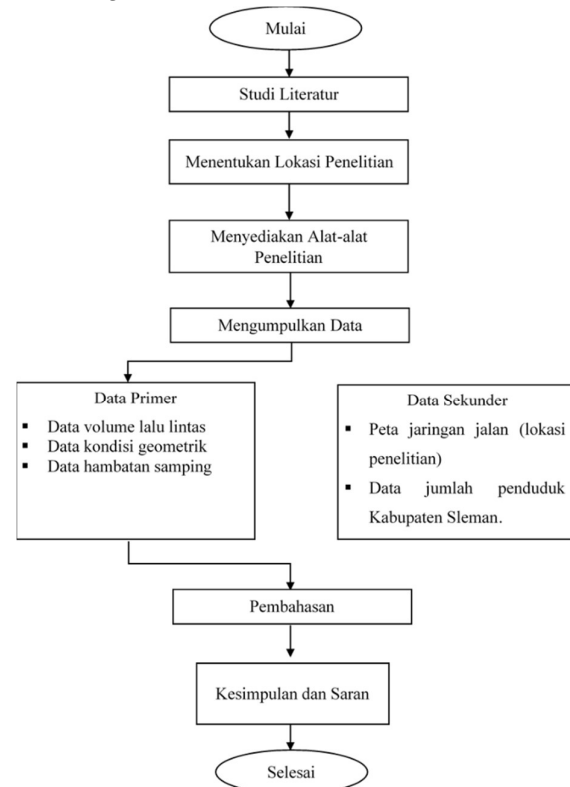 Mulai
Studi Literatur
Menentukan Lokasi Penelitian
Menyediakan Alat-alat
Penelitian
Mengumpulkan Data
Data Primer
▪ Data volume lalu lintas
▪ Data kondisi geometrik
▪ Data hambatan samping
Data Sekunder
▪ Peta jaringan jalan (lokasi
penelitian)
▪ Data jumlah penduduk
Kabupaten Sleman.
Pembahasan
Kesimpulan dan Saran
Selesai